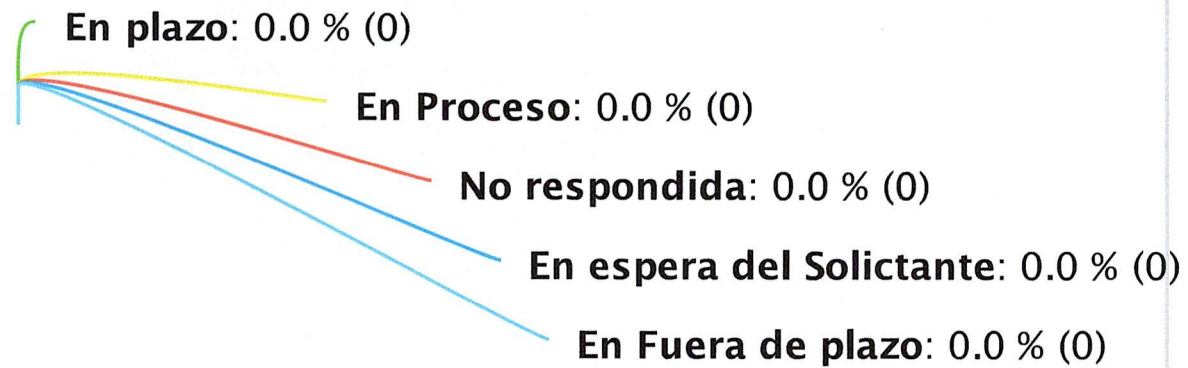 En plazo: 0.0 % (0)
En Proceso: 0.0 % (0)
No respondida: 0.0 % (0)
En espera del Solictante: 0.0 % (0)
En Fuera de plazo: 0.0 % (0)